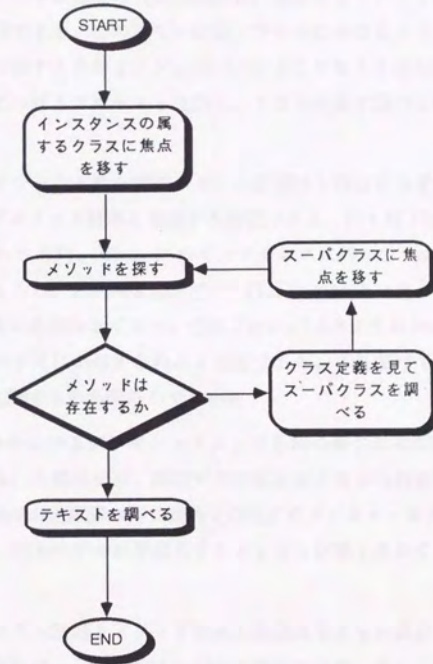 START
インスタンスの属
するクラスに焦点
を移す
メソッドを探す
スーパクラスに焦
点を移す
メソッドは
存在するか
クラス定義を見て
スーパクラスを調
べる
テキストを調べる
END